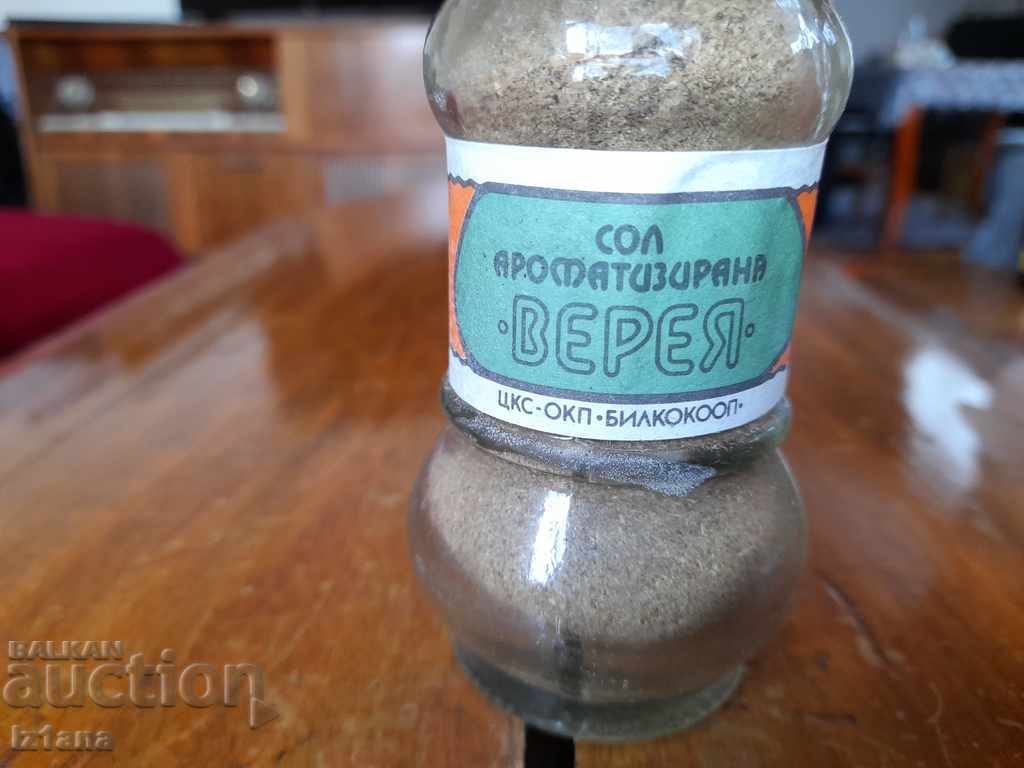 СОЛ
АРОМАТИЗИРАНА
·ВЕРЕЯ·
ЦКС-ОКП·БИЛКОКООП·
BALKAN
auction
Iztana